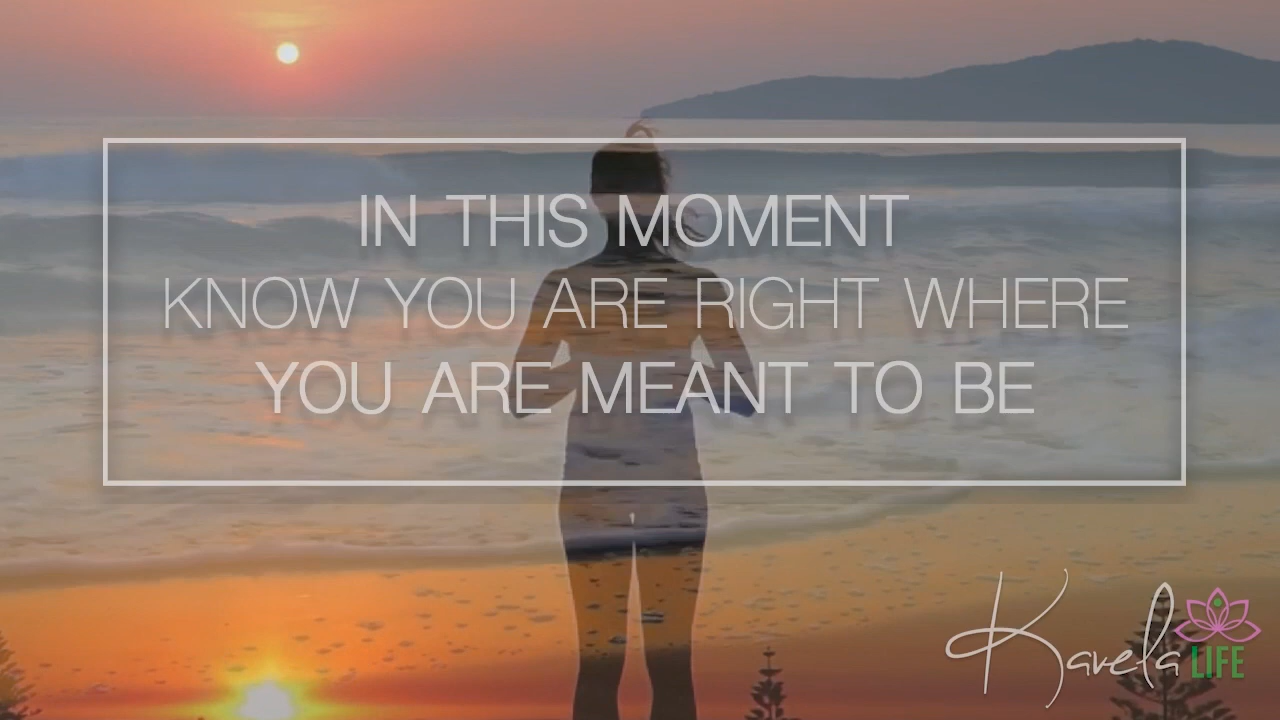 IN THIS MOMENT
KNOW YOU ARE RIGHT WHERE
YOU ARE MEANT TO BE
Kavela
LIFE